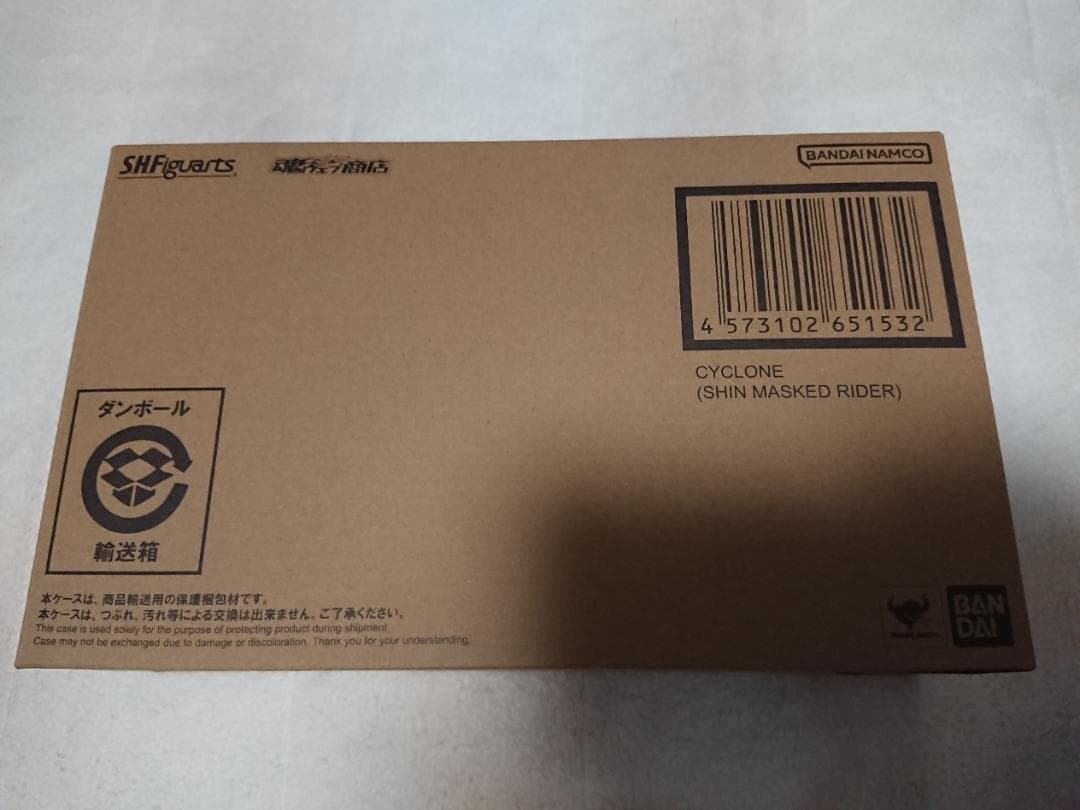 S.H.Figuarts
魂ウェブ商店
BANDAI NAMCO
4 573102 651532
CYCLONE
(SHIN MASKED RIDER)
ダンボール
輸送箱
本ケースは、商品輸送用の保護梱包材です。
本ケースは、つぶれ、汚れ等による交換は出来ません。ご了承ください。
This case is used solely for the purpose of protecting product during shipment.
Case may not be exchanged due to damage or discoloration. Thank you for your understanding.
BAN
DAI